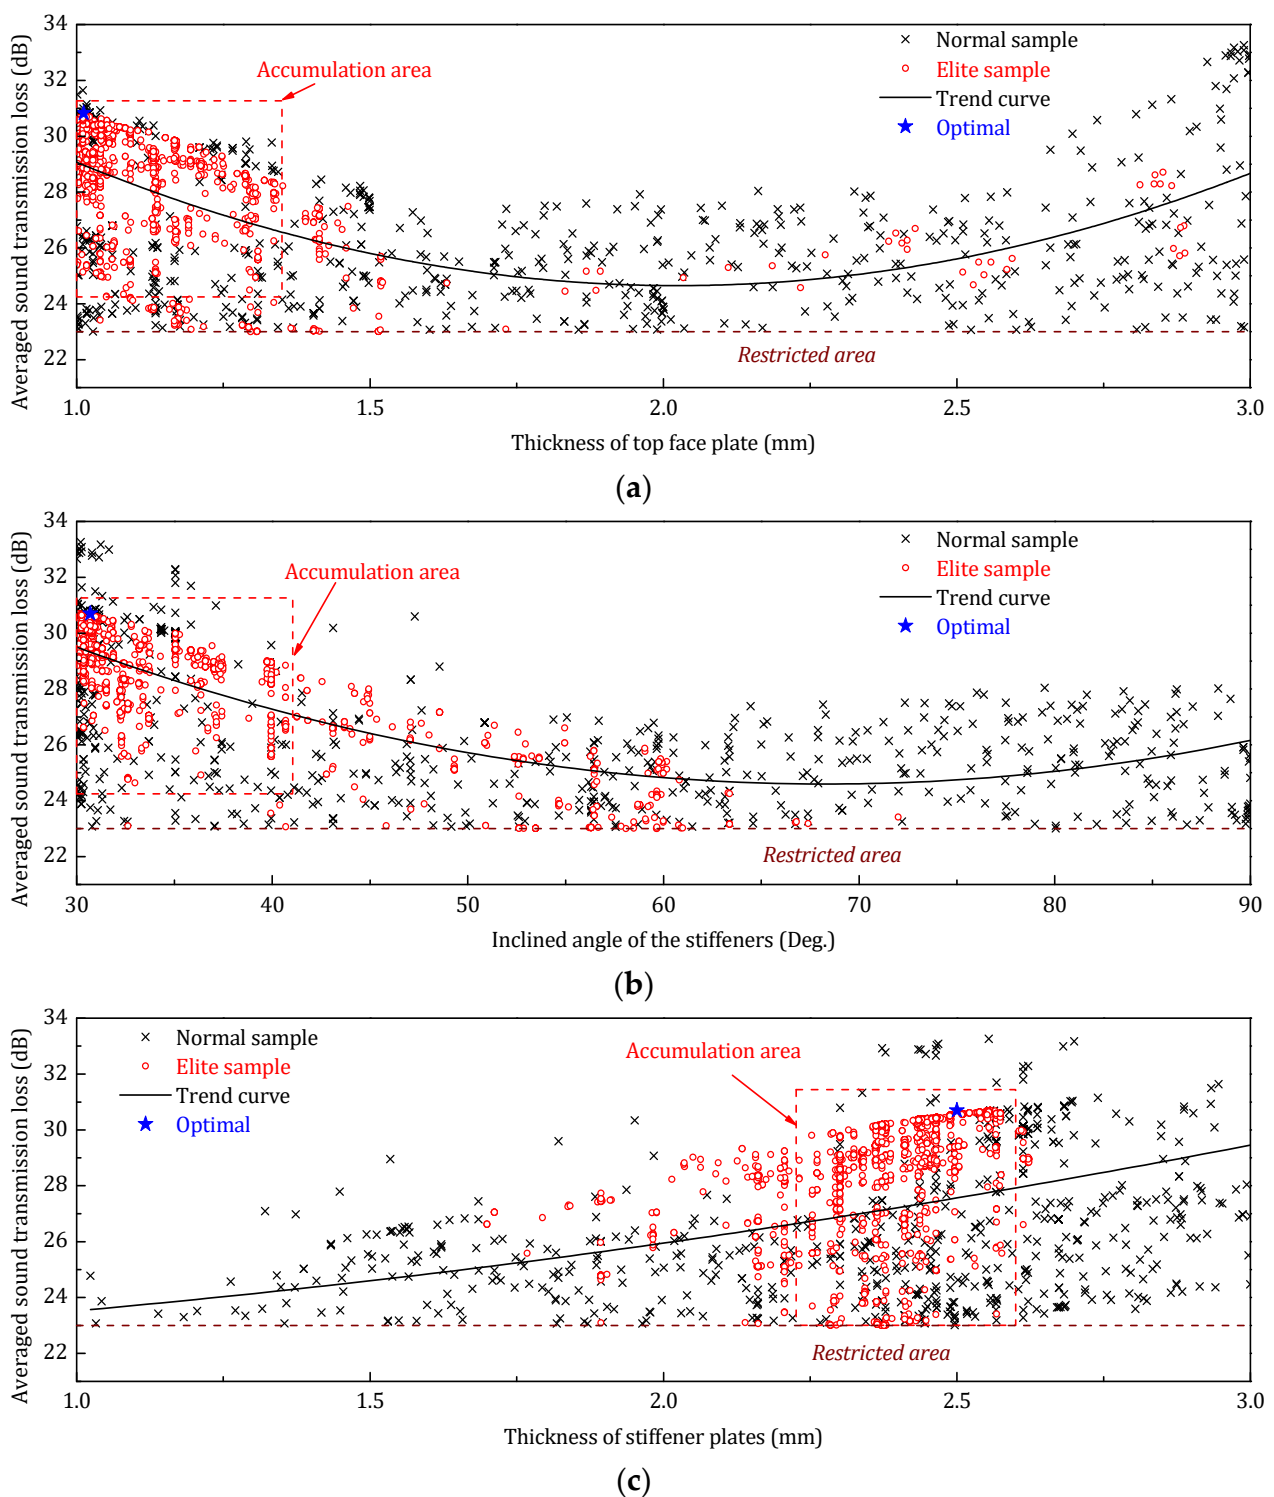 34
32
30
28
26
24
22
Averaged sound transmission loss (dB)
Accumulation area
Normal sample
Elite sample
Trend curve
Optimal
Restricted area
1.0 1.5 2.0 2.5 3.0
Thickness of top face plate (mm)
(a)
34
32
30
28
26
24
22
Averaged sound transmission loss (dB)
Accumulation area
Normal sample
Elite sample
Trend curve
Optimal
Restricted area
30 40 50 60 70 80 90
Inclined angle of the stiffeners (Deg.)
(b)
34
32
30
28
26
24
22
Averaged sound transmission loss (dB)
Normal sample
Elite sample
Trend curve
Optimal
Accumulation area
Restricted area
1.0 1.5 2.0 2.5 3.0
Thickness of stiffener plates (mm)
(c)